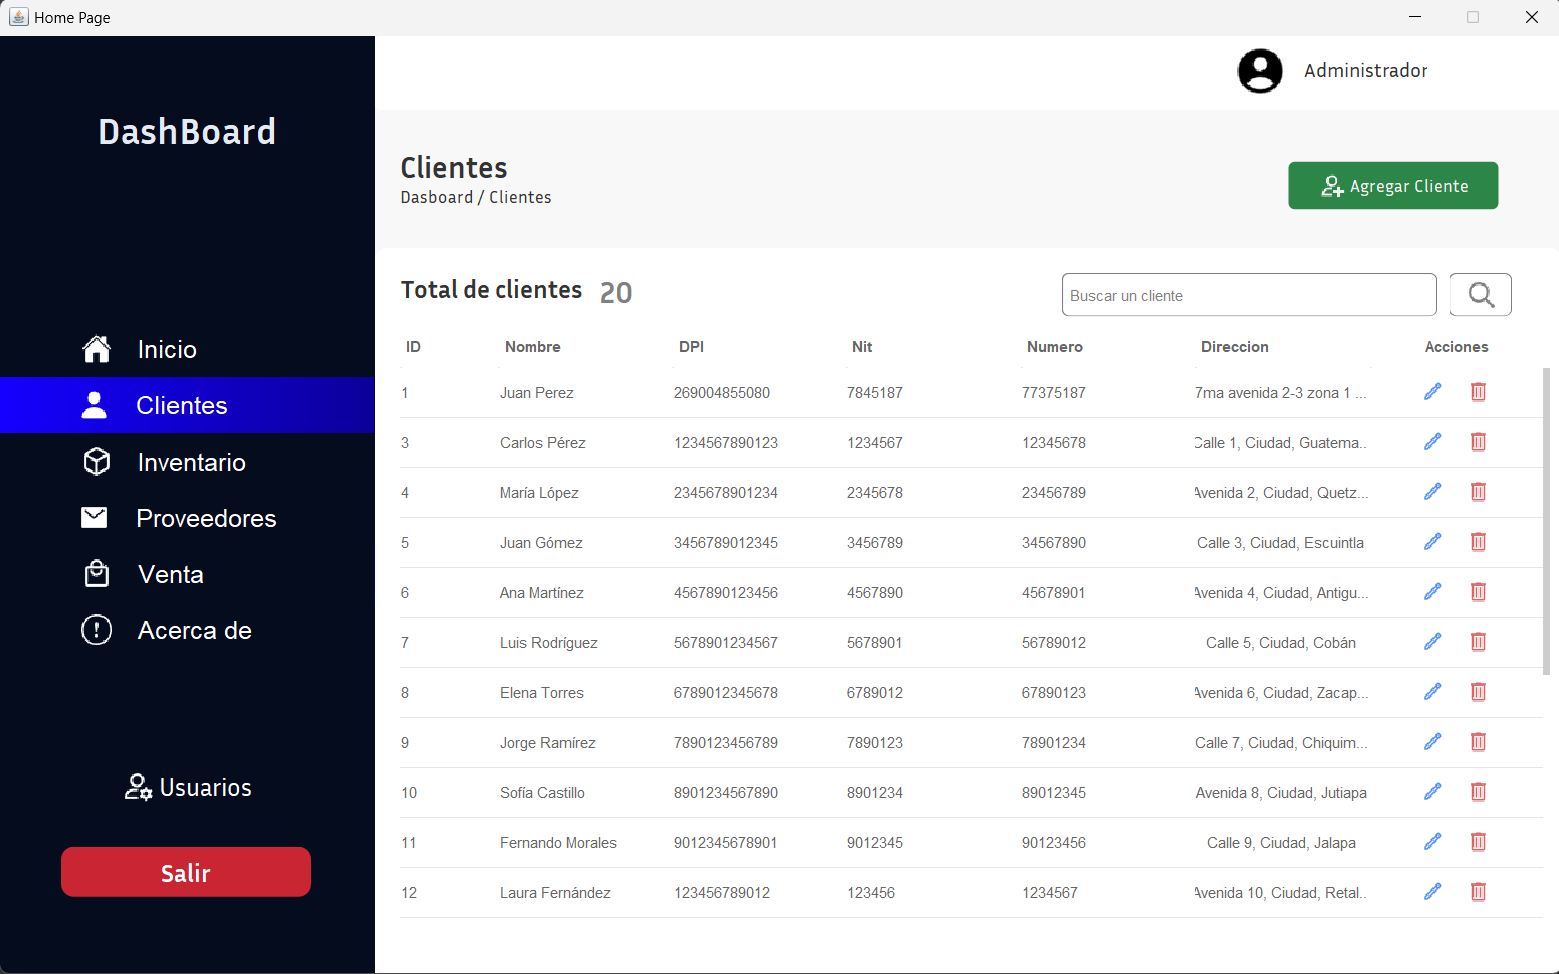 Home Page
Administrador
DashBoard
Clientes
Dasboard / Clientes
Agregar Cliente
Total de clientes 20
Buscar un cliente
Inicio
Clientes
Inventario
Proveedores
Venta
Acerca de
Usuarios
Salir
ID Nombre DPI Nit Numero Direccion Acciones
1 Juan Perez 269004855080 7845187 77375187 7ma avenida 2-3 zona 1 ...
3 Carlos Pérez 1234567890123 1234567 12345678 Calle 1, Ciudad, Guatema..
4 María López 2345678901234 2345678 23456789 Avenida 2, Ciudad, Quetz...
5 Juan Gómez 3456789012345 3456789 34567890 Calle 3, Ciudad, Escuintla
6 Ana Martínez 4567890123456 4567890 45678901 Avenida 4, Ciudad, Antigu...
7 Luis Rodríguez 5678901234567 5678901 56789012 Calle 5, Ciudad, Cobán
8 Elena Torres 6789012345678 6789012 67890123 Avenida 6, Ciudad, Zacap...
9 Jorge Ramírez 7890123456789 7890123 78901234 Calle 7, Ciudad, Chiquim...
10 Sofía Castillo 8901234567890 8901234 89012345 Avenida 8, Ciudad, Jutiapa
11 Fernando Morales 9012345678901 9012345 90123456 Calle 9, Ciudad, Jalapa
12 Laura Fernández 123456789012 123456 1234567 Avenida 10, Ciudad, Retal..